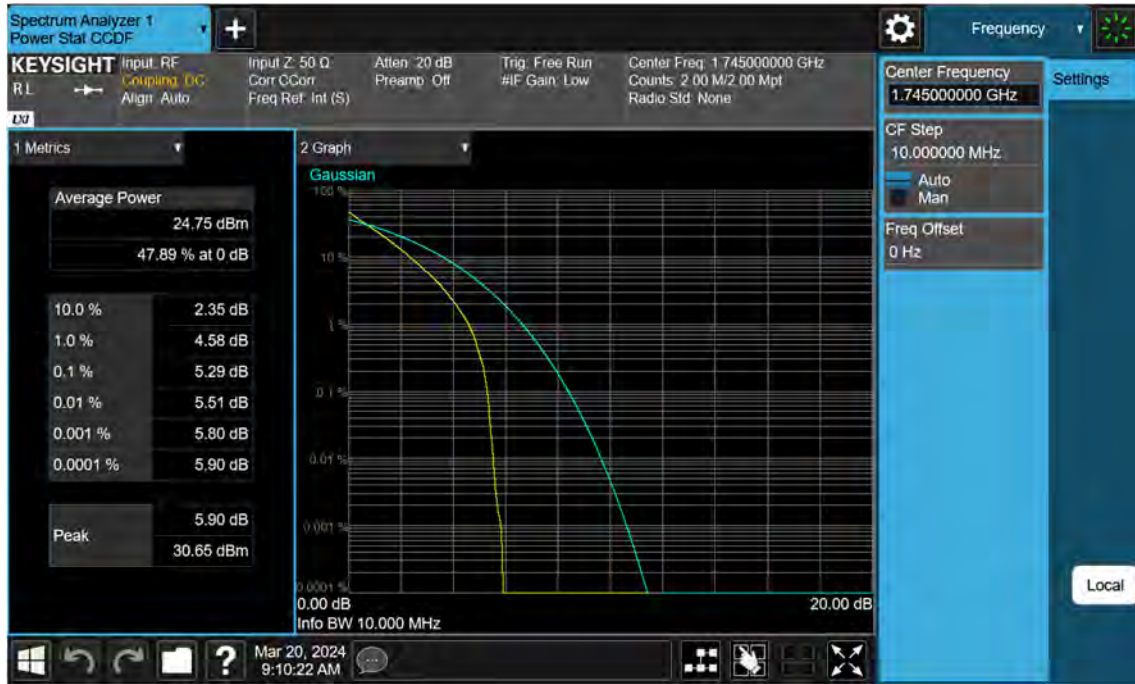 Spectrum Analyzer 1
Power Stat CCDF
+
Frequency
KEYSIGHT
RL
LXI
Input: RF
Coupling: DC
Align: Auto
Input Z: 50 Ω
Corr CCorr
Freq Ref: Int (S)
Atten: 20 dB
Preamp: Off
Trig: Free Run
#IF Gain: Low
Center Freq: 1.745000000 GHz
Counts: 2.00 M/2.00 Mpt
Radio Std: None
Center Frequency
1.745000000 GHz
Settings
CF Step
10.000000 MHz
Auto
Man
Freq Offset
0 Hz
1 Metrics
Average Power
24.75 dBm
47.89 % at 0 dB
10.0 % 2.35 dB
1.0 % 4.58 dB
0.1 % 5.29 dB
0.01 % 5.51 dB
0.001 % 5.80 dB
0.0001 % 5.90 dB
Peak
5.90 dB
30.65 dBm
2 Graph
Gaussian
100 %
10 %
1 %
0.1 %
0.01 %
0.001 %
0.0001 %
0.00 dB 20.00 dB
Info BW 10.000 MHz
Local
?
Mar 20, 2024
9:10:22 AM